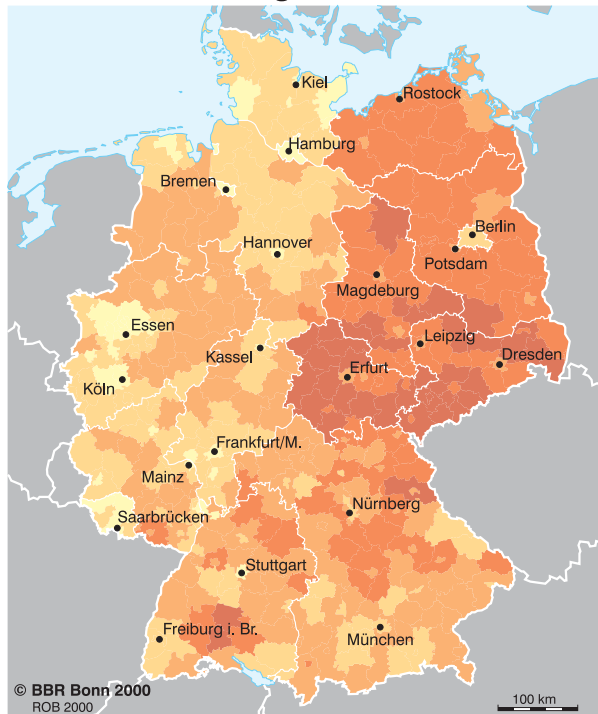 Kiel
Rostock
Hamburg
Bremen
Berlin
Hannover
Potsdam
Magdeburg
Essen
Leipzig
Kassel
Dresden
Erfurt
Köln
Frankfurt/M.
Mainz
Nürnberg
Saarbrücken
Stuttgart
Freiburg i. Br.
München
© BBR Bonn 2000
ROB 2000
100 km